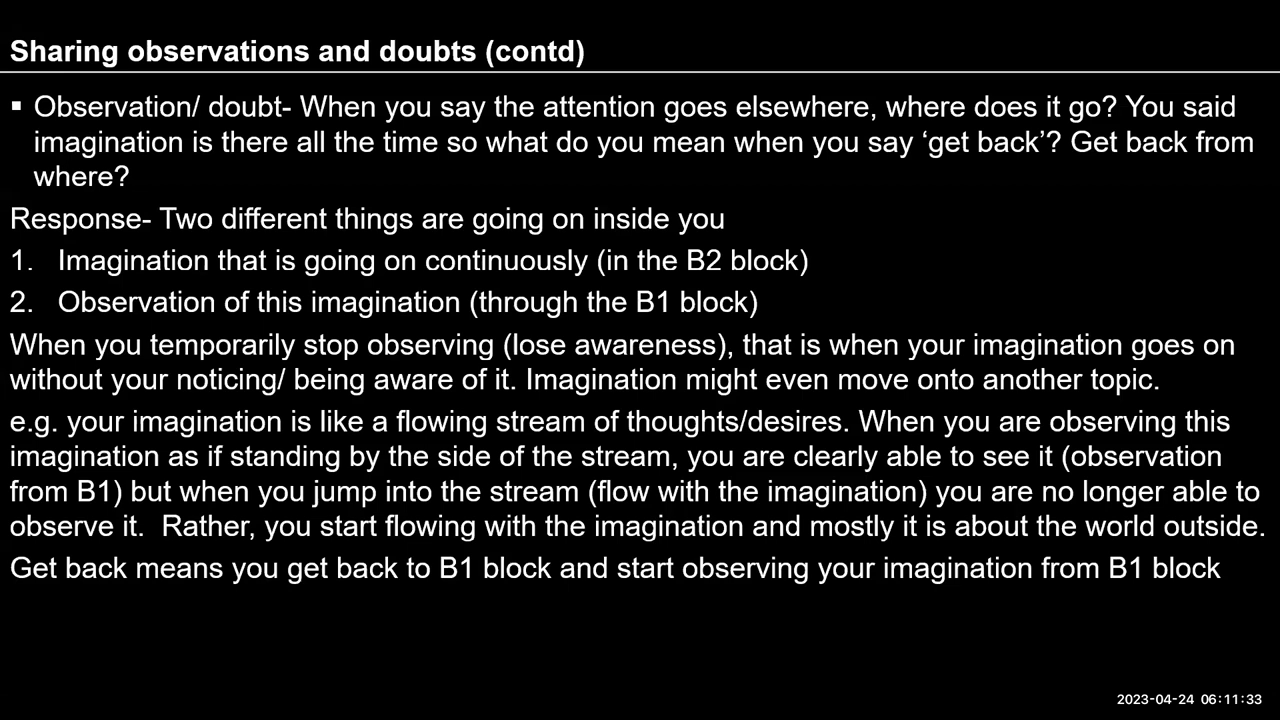 Sharing observations and doubts (contd)
▪ Observation/ doubt- When you say the attention goes elsewhere, where does it go? You said
imagination is there all the time so what do you mean when you say ‘get back’? Get back from
where?
Response- Two different things are going on inside you
1. Imagination that is going on continuously (in the B2 block)
2. Observation of this imagination (through the B1 block)
When you temporarily stop observing (lose awareness), that is when your imagination goes on
without your noticing/ being aware of it. Imagination might even move onto another topic.
e.g. your imagination is like a flowing stream of thoughts/desires. When you are observing this
imagination as if standing by the side of the stream, you are clearly able to see it (observation
from B1) but when you jump into the stream (flow with the imagination) you are no longer able to
observe it.  Rather, you start flowing with the imagination and mostly it is about the world outside.
Get back means you get back to B1 block and start observing your imagination from B1 block
2023-04-24 06:11:33